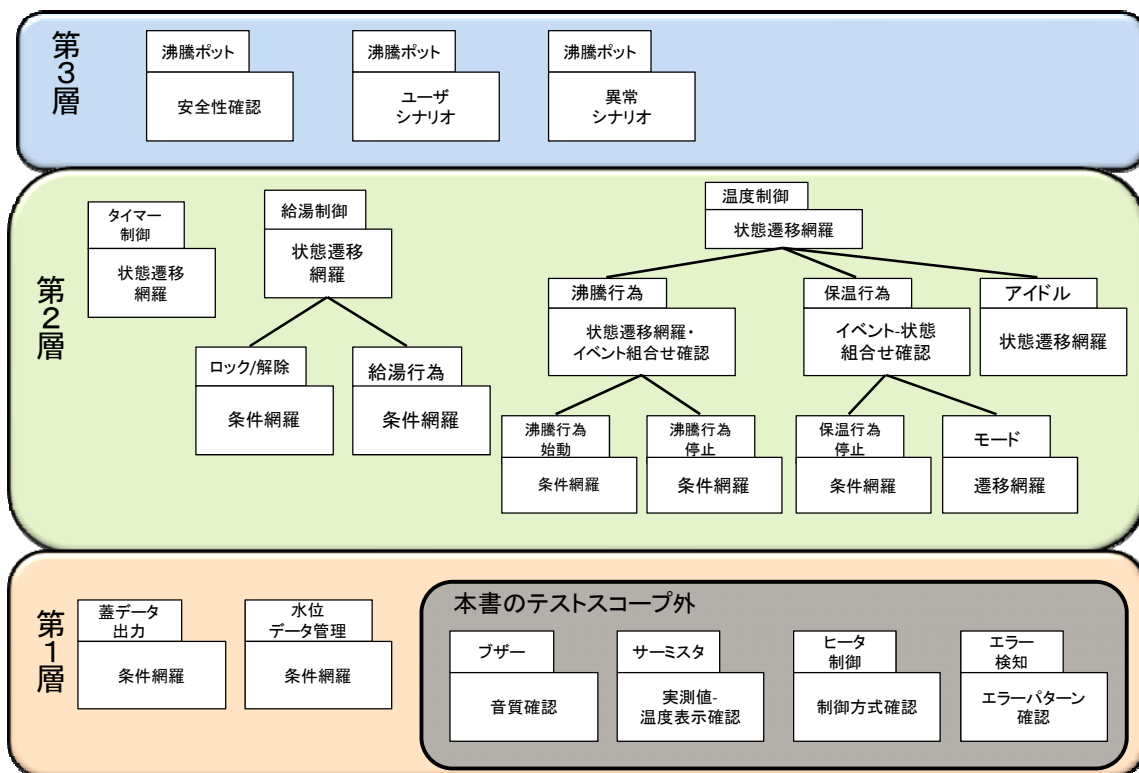 第3層
沸騰ポット
安全性確認
沸騰ポット
ユーザ
シナリオ
沸騰ポット
異常
シナリオ
第2層
タイマー
制御
状態遷移
網羅
給湯制御
状態遷移
網羅
ロック/解除
条件網羅
給湯行為
条件網羅
温度制御
状態遷移網羅
沸騰行為
状態遷移網羅・
イベント組合せ確認
保温行為
イベント-状態
組合せ確認
アイドル
状態遷移網羅
沸騰行為
始動
条件網羅
沸騰行為
停止
条件網羅
保温行為
停止
条件網羅
モード
遷移網羅
第1層
蓋データ
出力
条件網羅
水位
データ管理
条件網羅
本書のテストスコープ外
ブザー
音質確認
サーミスタ
実測値-
温度表示確認
ヒータ
制御
制御方式確認
エラー
検知
エラーパターン
確認